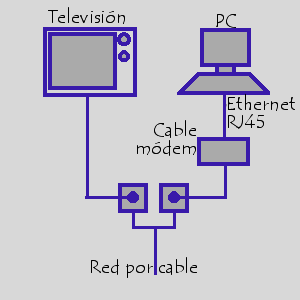 Televisión
PC
Ethernet
RJ45
Cable
módem
Red por cable